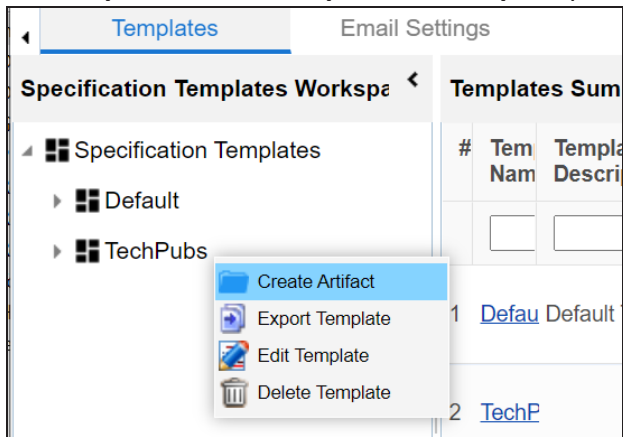 Templates Email Settings
Specification Templates Workspa Templates Sum
Specification Templates
# Tem Templa
Nam Descrip
Default
TechPubs
Create Artifact
Export Template
1 Defau Default
Edit Template
Delete Template
2 TechP